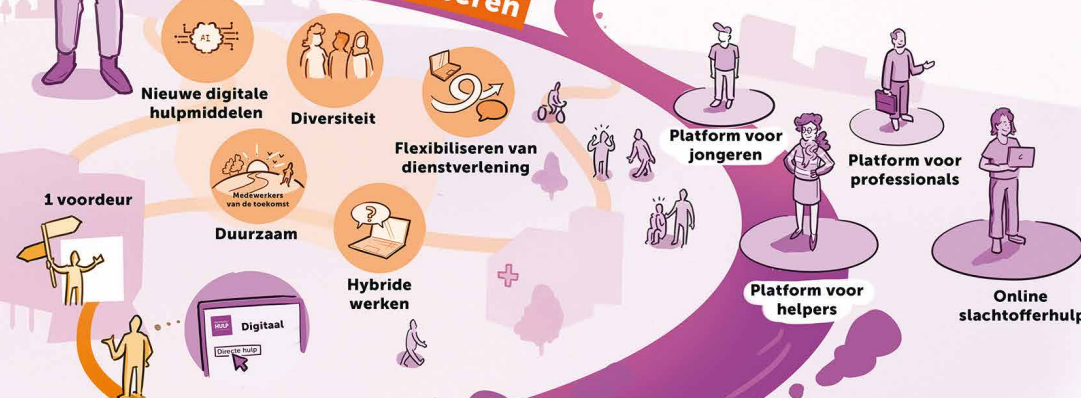 AI
Nieuwe digitale
hulpmiddelen
Diversiteit
Flexibiliseren van
dienstverlening
Medewerkers
van de toekomst
Duurzaam
?
Hybride
werken
1 voordeur
HULP
Digitaal
Directe hulp
Platform voor
jongeren
Platform voor
professionals
Platform voor
helpers
Online
slachtofferhulp